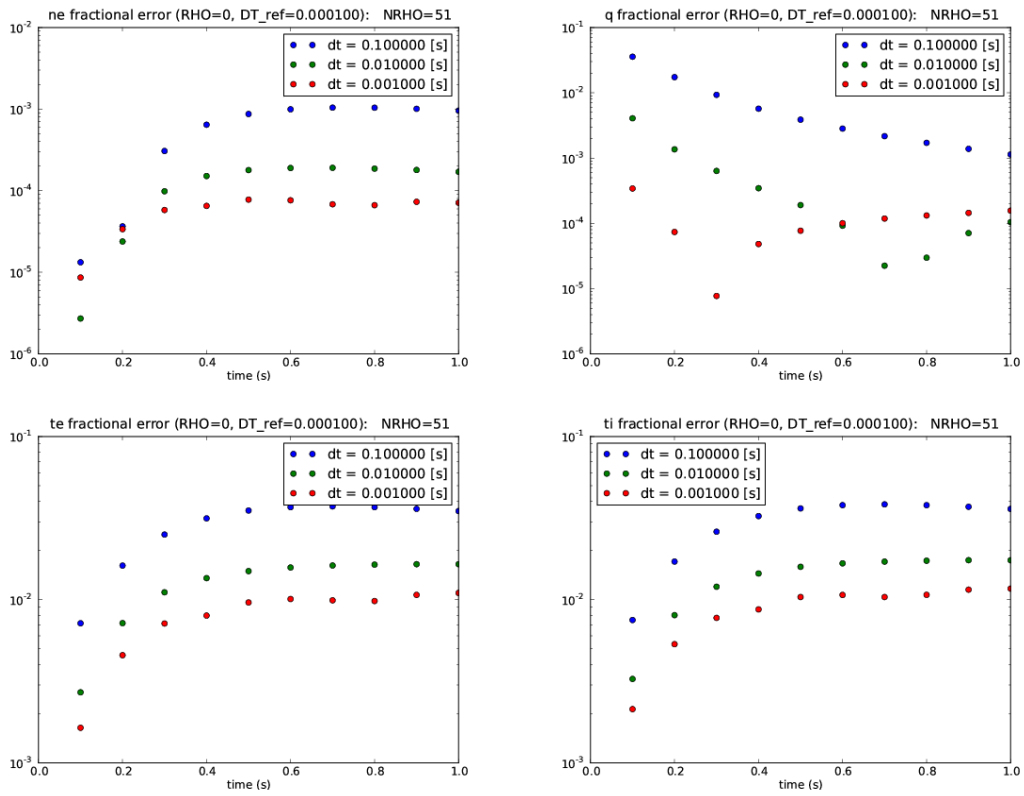 ne fractional error (RHO=0, DT_ref=0.000100): NRHO=51
10^-2
10^-3
10^-4
10^-5
10^-6
dt = 0.100000 [s]
dt = 0.010000 [s]
dt = 0.001000 [s]
0.0 0.2 0.4 0.6 0.8 1.0
time (s)
q fractional error (RHO=0, DT_ref=0.000100): NRHO=51
10^-1
10^-2
10^-3
10^-4
10^-5
10^-6
dt = 0.100000 [s]
dt = 0.010000 [s]
dt = 0.001000 [s]
0.0 0.2 0.4 0.6 0.8 1.0
time (s)
te fractional error (RHO=0, DT_ref=0.000100): NRHO=51
10^-1
10^-2
10^-3
dt = 0.100000 [s]
dt = 0.010000 [s]
dt = 0.001000 [s]
0.0 0.2 0.4 0.6 0.8 1.0
time (s)
ti fractional error (RHO=0, DT_ref=0.000100): NRHO=51
10^-1
10^-2
10^-3
dt = 0.100000 [s]
dt = 0.010000 [s]
dt = 0.001000 [s]
0.0 0.2 0.4 0.6 0.8 1.0
time (s)